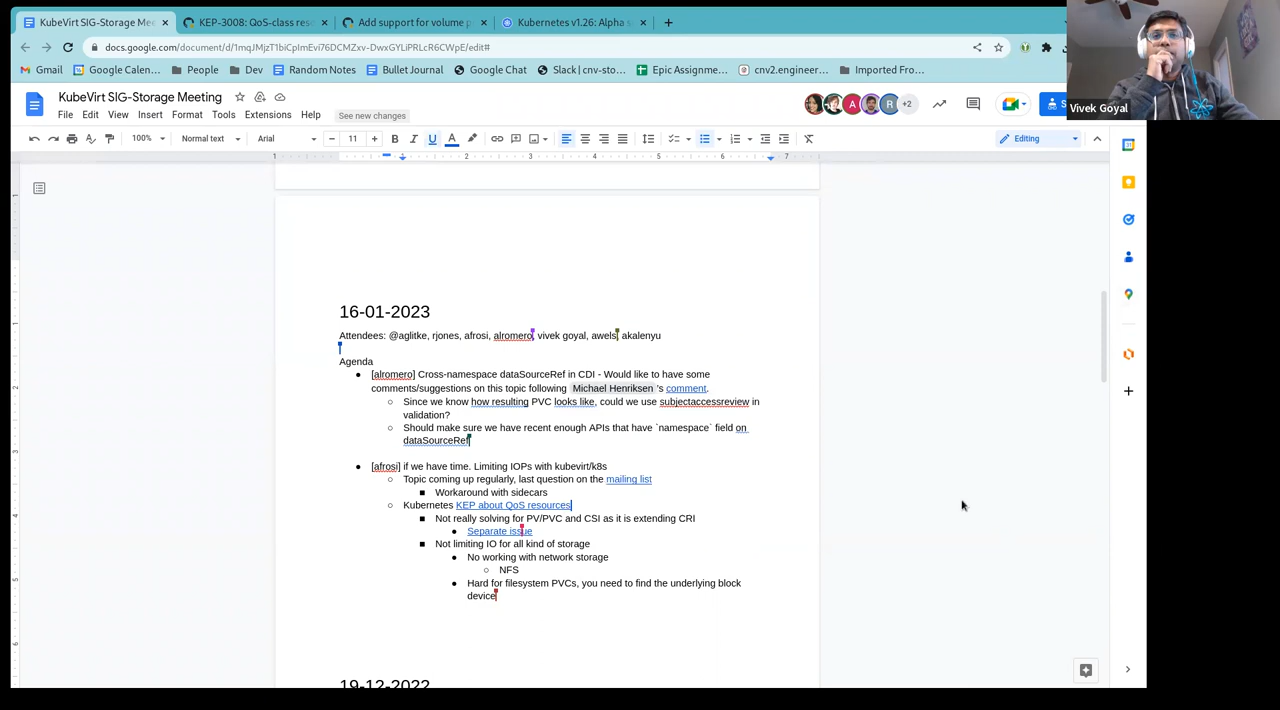 KubeVirt SIG-Storage Mee
KEP-3008: QoS-class reso
Add support for volume p
Kubernetes v1.26: Alpha s
docs.google.com/document/d/1mqJMjzT1biCpImEvi76DCMZxv-DwxGYLiPRLcR6CWpE/edit#
Gmail
Google Calen...
People
Dev
Random Notes
Bullet Journal
Google Chat
Slack | cnv-sto...
Epic Assignme...
cnv2.engineer...
Imported Fro...
Vivek Goyal
KubeVirt SIG-Storage Meeting
File Edit View Insert Format Tools Extensions Help
See new changes
A
R
+2
S
100%
Normal text
Arial
11
Editing
1 2 3 4 5 6 7
16-01-2023
Attendees: @aglitke, rjones, afrosi, alromero, vivek goyal, awels, akalenyu
Agenda
[alromero] Cross-namespace dataSourceRef in CDI - Would like to have some
comments/suggestions on this topic following Michael Henriksen 's comment.
Since we know how resulting PVC looks like, could we use subjectaccessreview in
validation?
Should make sure we have recent enough APIs that have `namespace` field on
dataSourceRef
[afrosi] if we have time. Limiting IOPs with kubevirt/k8s
Topic coming up regularly, last question on the mailing list
Workaround with sidecars
Kubernetes KEP about QoS resources
Not really solving for PV/PVC and CSI as it is extending CRI
Separate issue
Not limiting IO for all kind of storage
No working with network storage
NFS
Hard for filesystem PVCs, you need to find the underlying block
device
19-12-2022